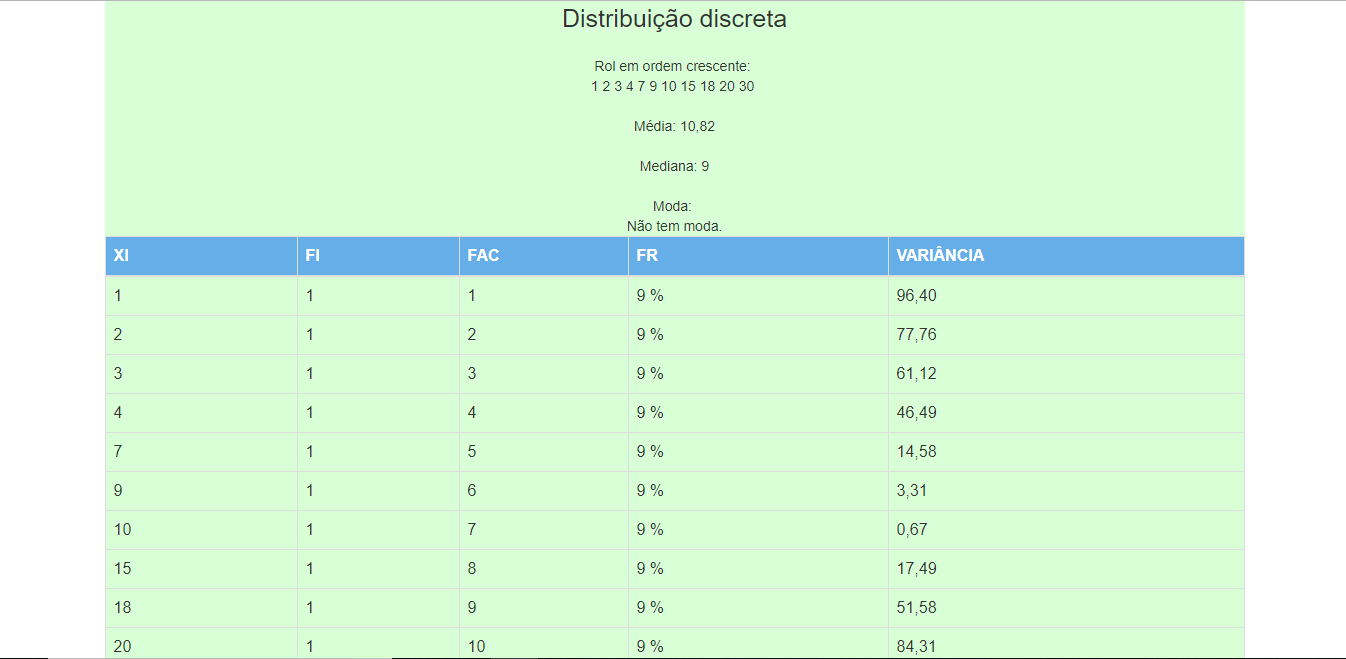 Distribuição discreta
Rol em ordem crescente:
1 2 3 4 7 9 10 15 18 20 30
Média: 10,82
Mediana: 9
Moda:
Não tem moda.
XI FI FAC FR VARIÂNCIA
1 1 1 9 % 96,40
2 1 2 9 % 77,76
3 1 3 9 % 61,12
4 1 4 9 % 46,49
7 1 5 9 % 14,58
9 1 6 9 % 3,31
10 1 7 9 % 0,67
15 1 8 9 % 17,49
18 1 9 9 % 51,58
20 1 10 9 % 84,31